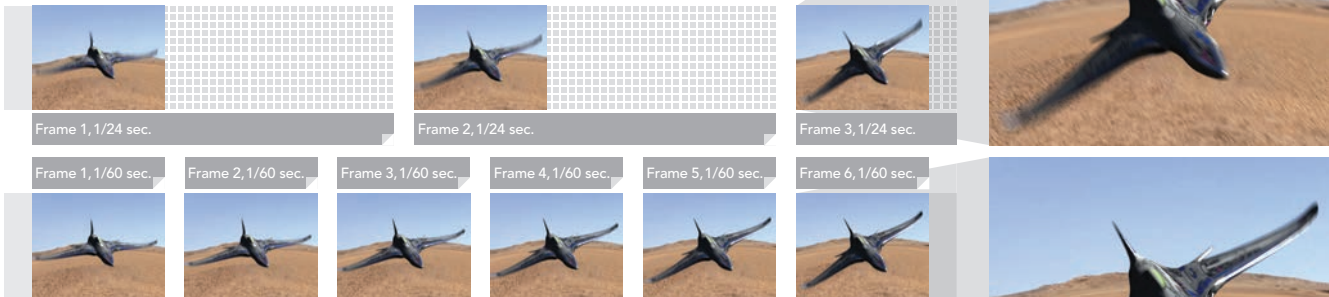 Frame 1, 1/24 sec.
Frame 2, 1/24 sec.
Frame 3, 1/24 sec.
Frame 1, 1/60 sec.
Frame 2, 1/60 sec.
Frame 3, 1/60 sec.
Frame 4, 1/60 sec.
Frame 5, 1/60 sec.
Frame 6, 1/60 sec.